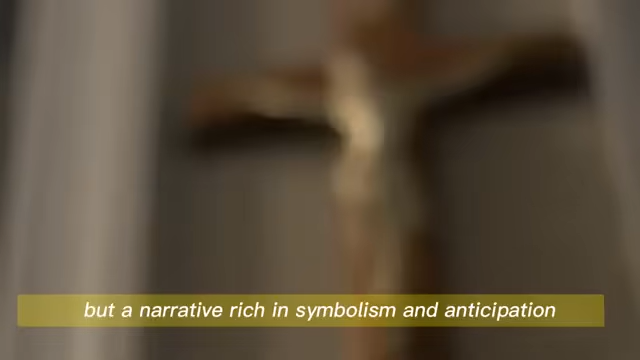 but a narrative rich in symbolism and anticipation